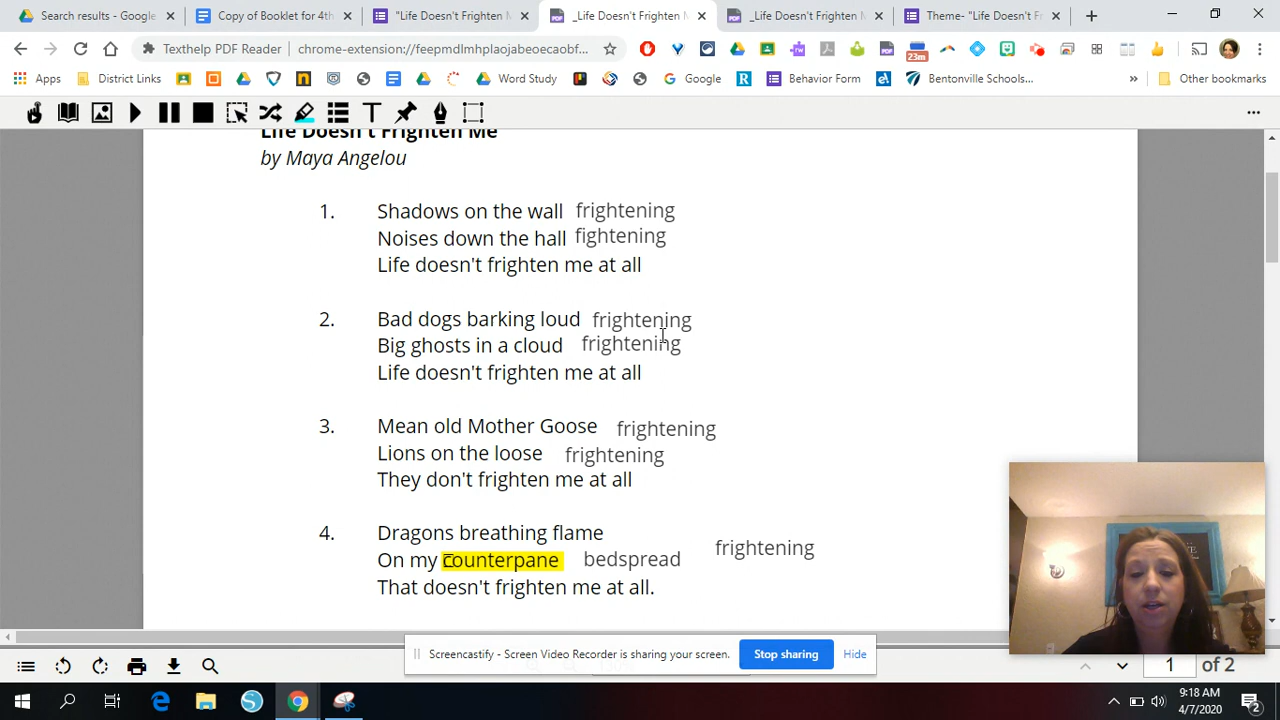 Search results - Google
Copy of Booklet for 4th
"Life Doesn't Frighten M
_Life Doesn't Frighten M
_Life Doesn't Frighten M
Theme- "Life Doesn't Fr
Texthelp PDF Reader | chrome-extension://feepmdlmhplaojabeoecaobf...
23m
Apps District Links Word Study Google Behavior Form Bentonville Schools... » Other bookmarks
Life Doesn't Frighten Me
by Maya Angelou
1. Shadows on the wall frightening
Noises down the hall fightening
Life doesn't frighten me at all
2. Bad dogs barking loud frightening
Big ghosts in a cloud frightening
Life doesn't frighten me at all
3. Mean old Mother Goose frightening
Lions on the loose frightening
They don't frighten me at all
4. Dragons breathing flame
frightening
On my counterpane bedspread
That doesn't frighten me at all.
Screencastify - Screen Video Recorder is sharing your screen. Stop sharing Hide
1 of 2
9:18 AM
4/7/2020
2